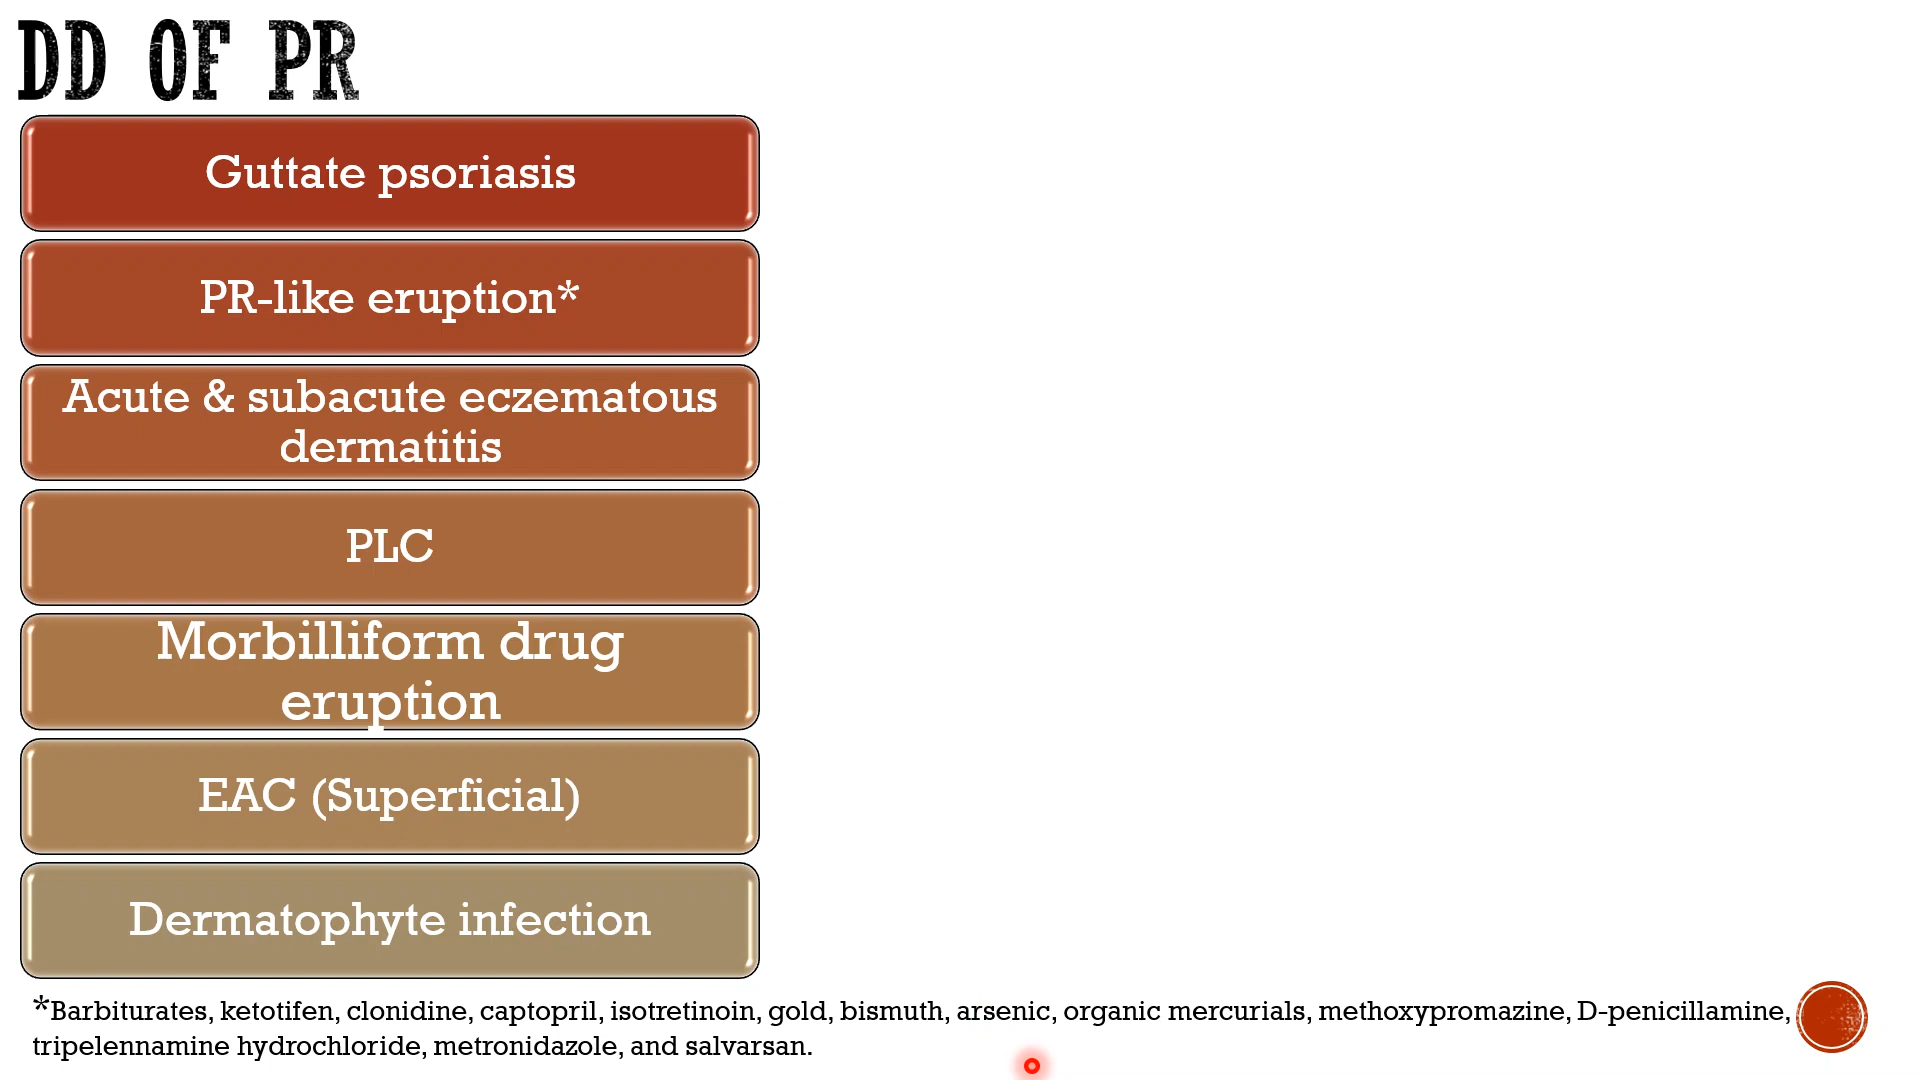 DD OF PR
Guttate psoriasis
PR-like eruption*
Acute & subacute eczematous
dermatitis
PLC
Morbilliform drug
eruption
EAC (Superficial)
Dermatophyte infection
*Barbiturates, ketotifen, clonidine, captopril, isotretinoin, gold, bismuth, arsenic, organic mercurials, methoxypromazine, D-penicillamine,
tripelennamine hydrochloride, metronidazole, and salvarsan.